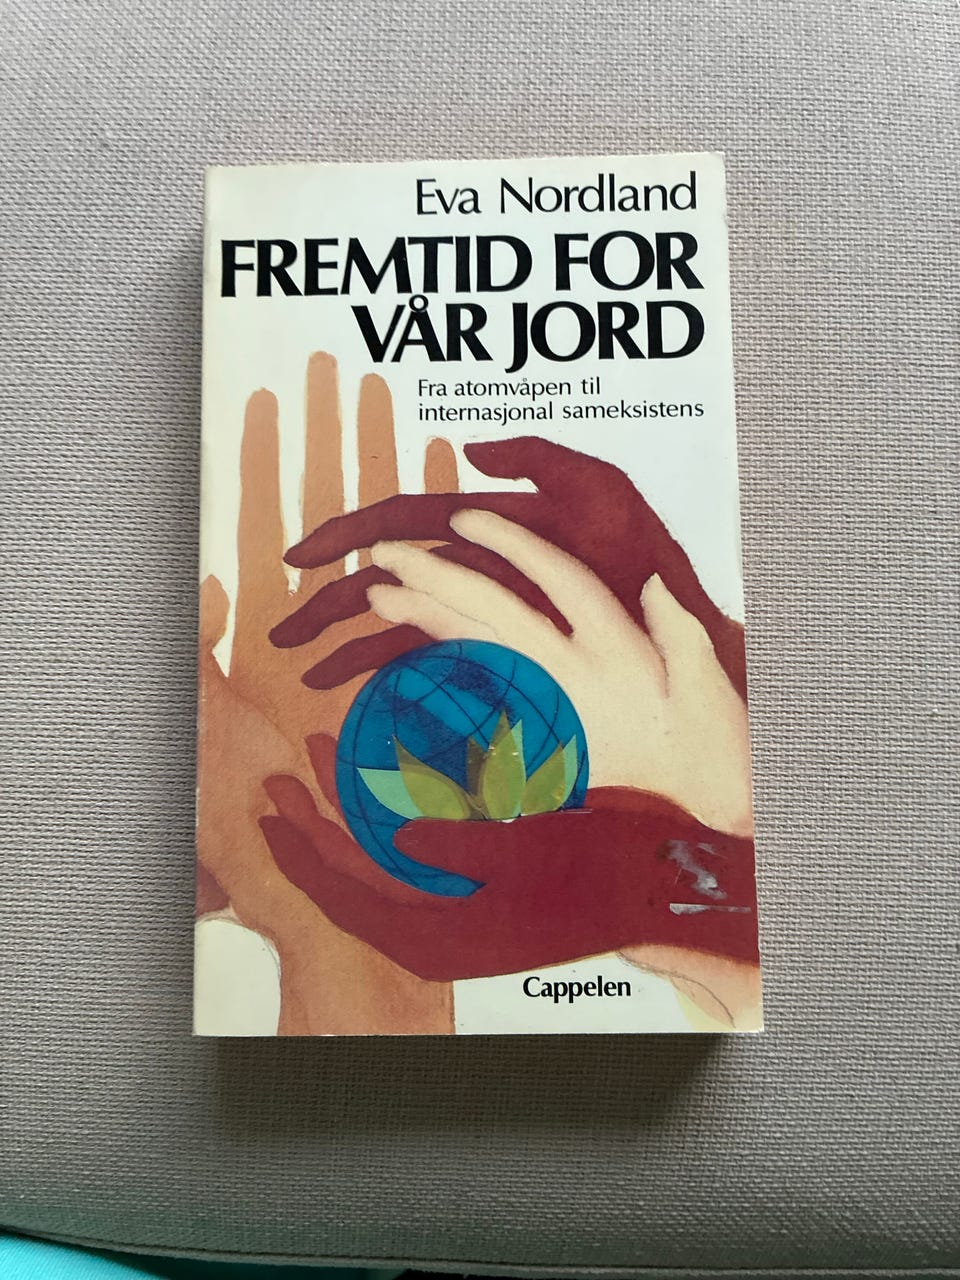 Eva Nordland
FREMTID FOR
VÅR JORD
Fra atomvåpen til
internasjonal sameksistens
Cappelen